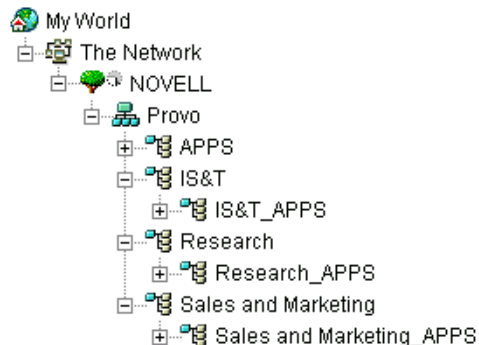 My World
The Network
NOVELL
Provo
APPS
IS&T
IS&T_APPS
Research
Research_APPS
Sales and Marketing
Sales and Marketing_APPS